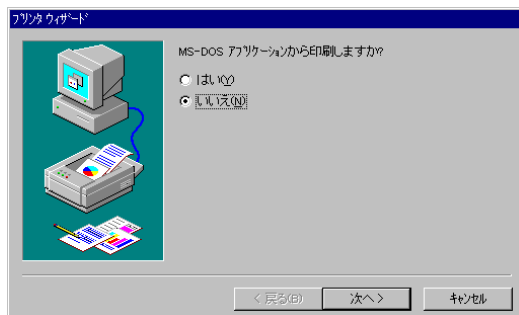 プリンタ ウィザード
MS-DOS アプリケーションから印刷しますか?
はい(Y)
いいえ(N)
< 戻る(B)
次へ >
キャンセル